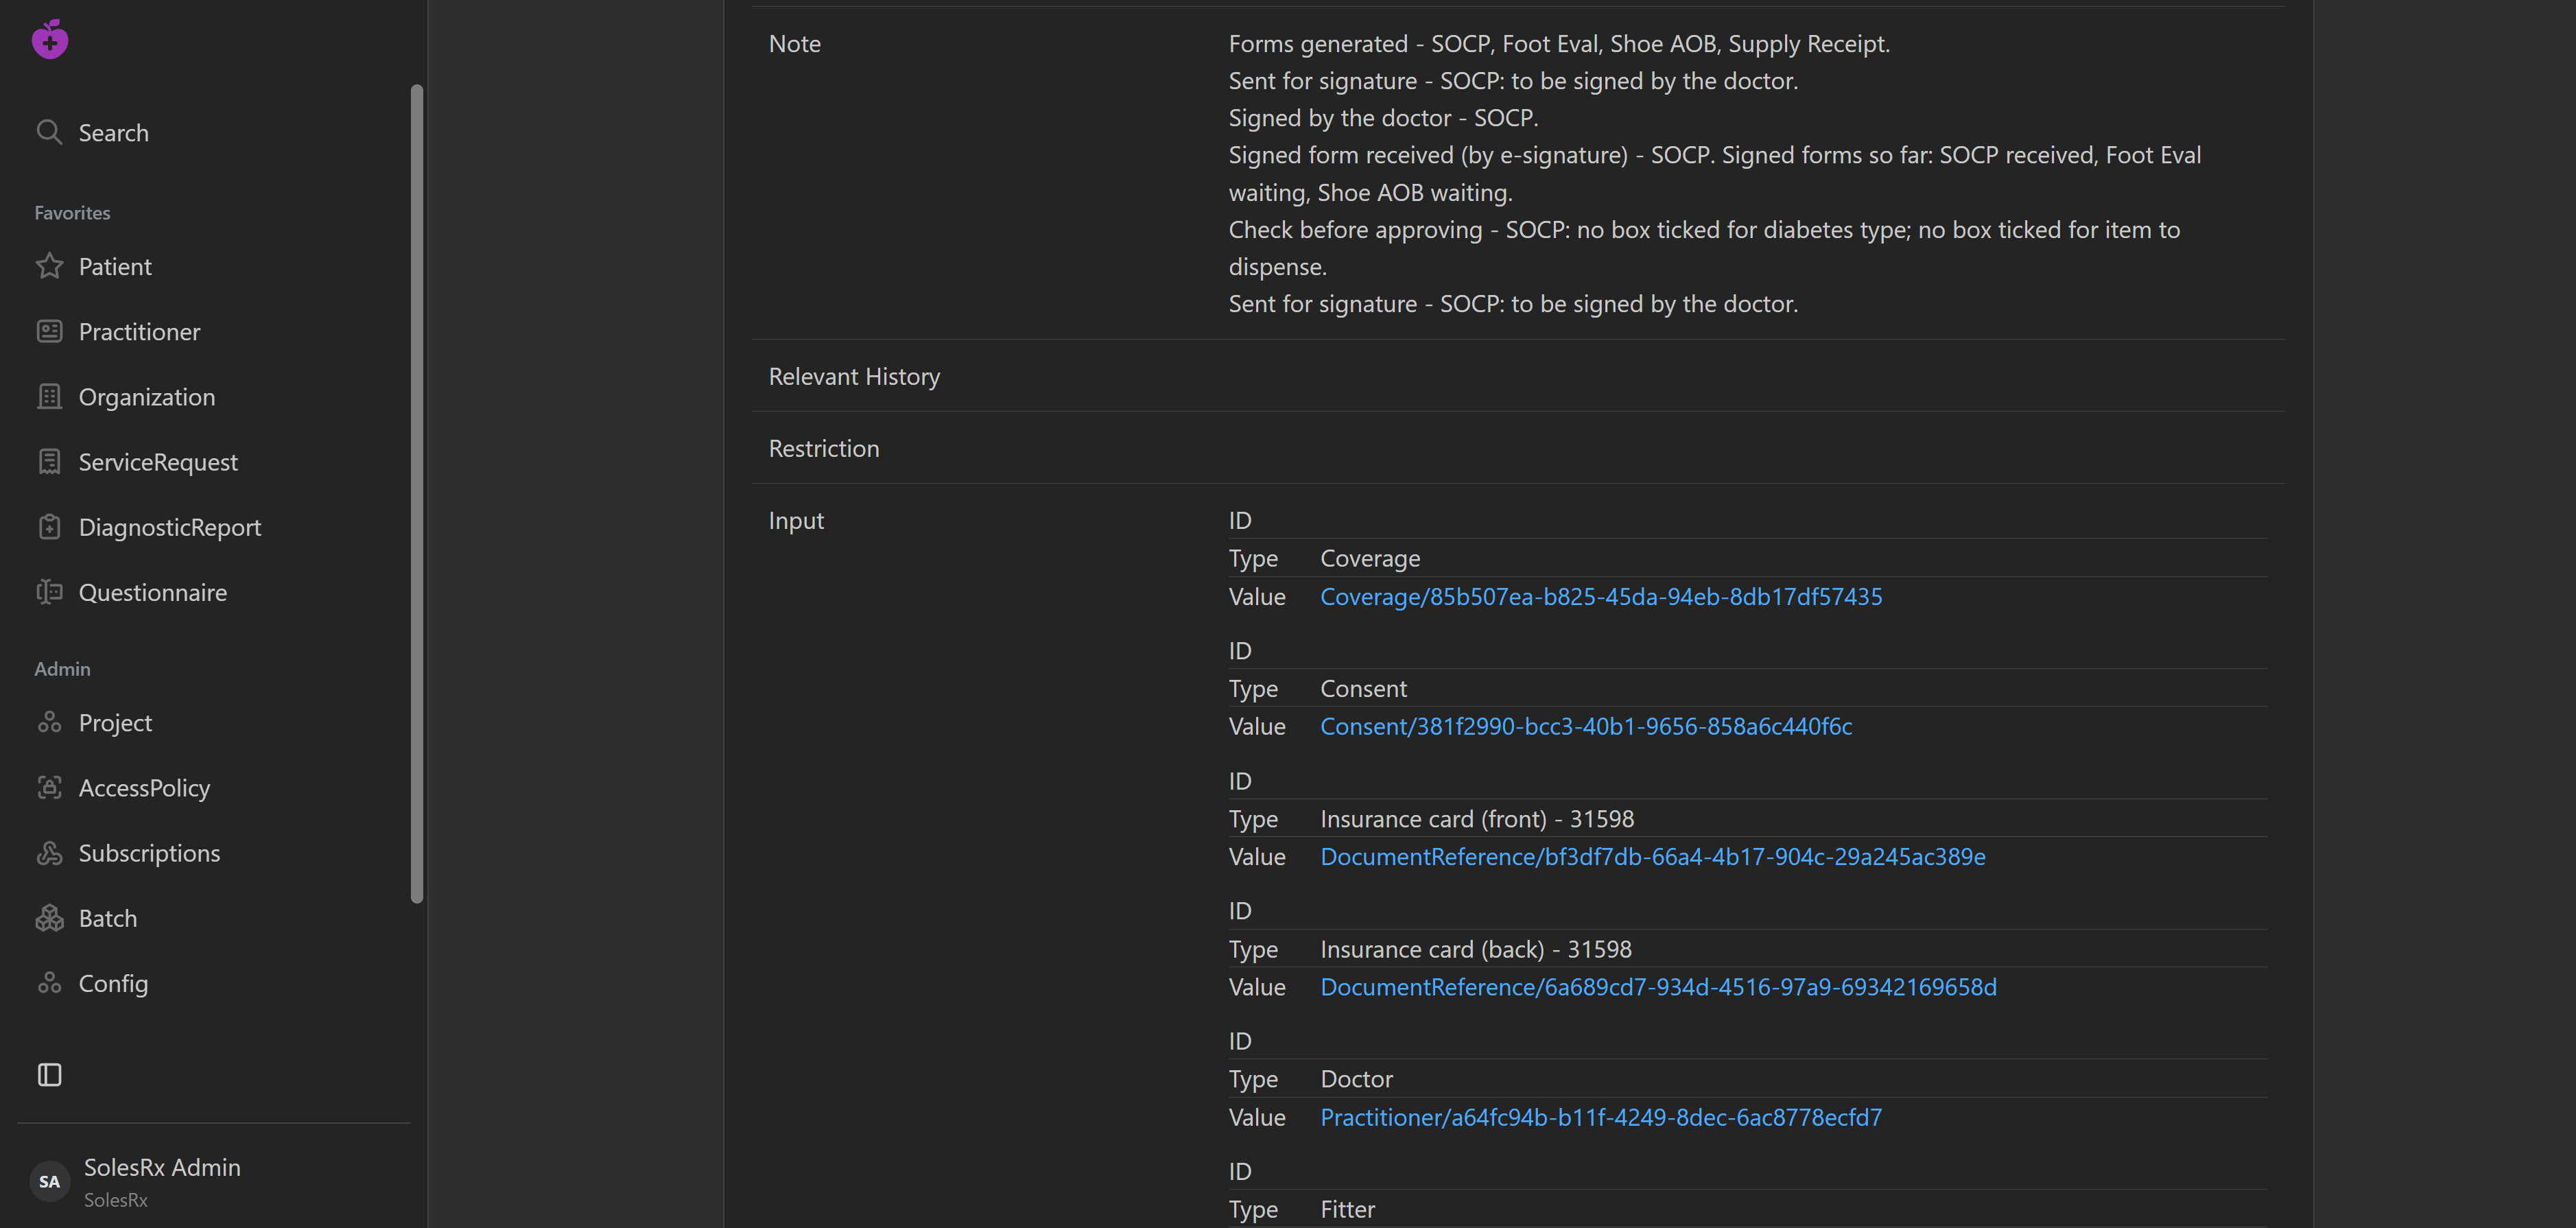 Search
Favorites
Patient
Practitioner
Organization
ServiceRequest
DiagnosticReport
Questionnaire
Admin
Project
AccessPolicy
Subscriptions
Batch
Config
SA
SolesRx Admin
SolesRx
Note
Forms generated - SOCP, Foot Eval, Shoe AOB, Supply Receipt.
Sent for signature - SOCP: to be signed by the doctor.
Signed by the doctor - SOCP.
Signed form received (by e-signature) - SOCP. Signed forms so far: SOCP received, Foot Eval
waiting, Shoe AOB waiting.
Check before approving - SOCP: no box ticked for diabetes type; no box ticked for item to
dispense.
Sent for signature - SOCP: to be signed by the doctor.
Relevant History
Restriction
Input
ID
Type Coverage
Value Coverage/85b507ea-b825-45da-94eb-8db17df57435
ID
Type Consent
Value Consent/381f2990-bcc3-40b1-9656-858a6c440f6c
ID
Type Insurance card (front) - 31598
Value DocumentReference/bf3df7db-66a4-4b17-904c-29a245ac389e
ID
Type Insurance card (back) - 31598
Value DocumentReference/6a689cd7-934d-4516-97a9-69342169658d
ID
Type Doctor
Value Practitioner/a64fc94b-b11f-4249-8dec-6ac8778ecfd7
ID
Type Fitter